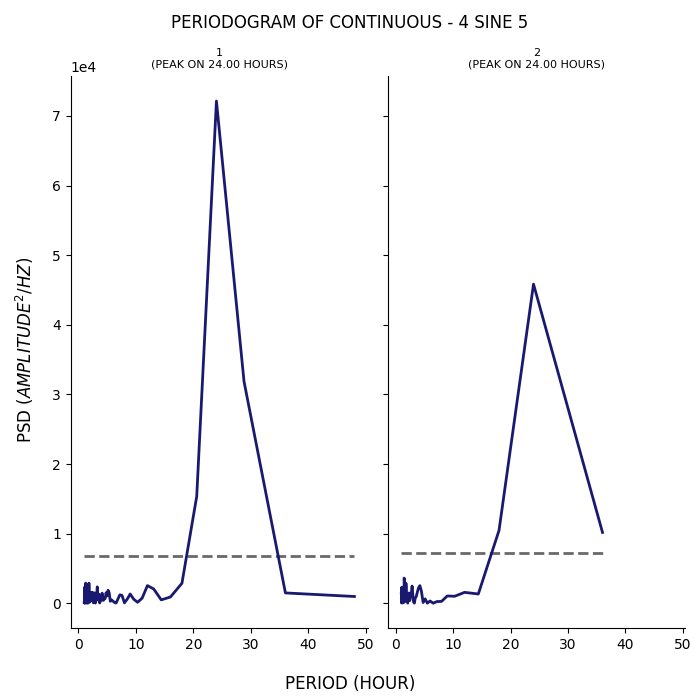 PERIODOGRAM OF CONTINUOUS - 4 SINE 5
1
(PEAK ON 24.00 HOURS)
2
(PEAK ON 24.00 HOURS)
1e4
7
6
5
4
3
2
1
0
PSD (AMPLITUDE²/HZ)
0 10 20 30 40 50
0 10 20 30 40 50
PERIOD (HOUR)